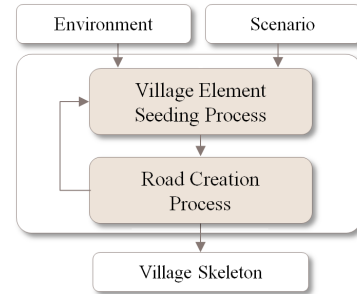 Environment
Scenario
Village Element
Seeding Process
Road Creation
Process
Village Skeleton